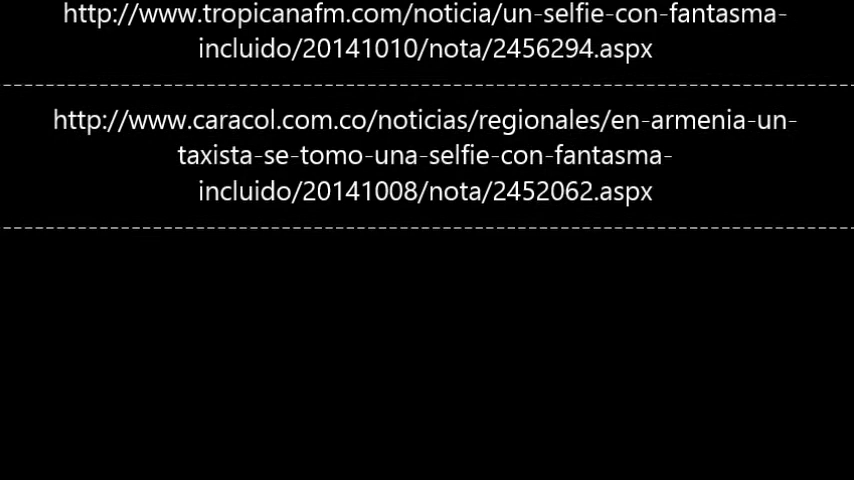 http://www.tropicanafm.com/noticia/un-selfie-con-fantasma-
incluido/20141010/nota/2456294.aspx
--------------------------------------------------------------------------------
http://www.caracol.com.co/noticias/regionales/en-armenia-un-
taxista-se-tomo-una-selfie-con-fantasma-
incluido/20141008/nota/2452062.aspx
--------------------------------------------------------------------------------